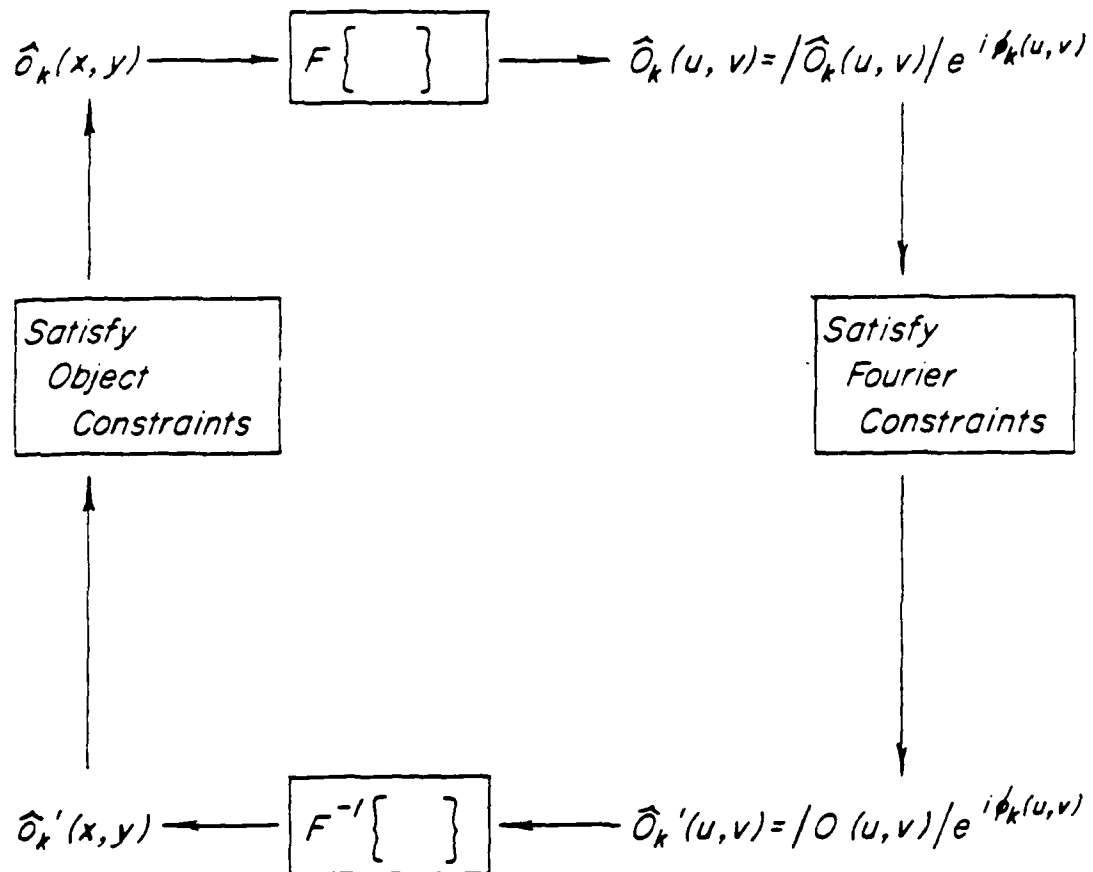 ô_k(x, y)
F { }
Ô_k(u, v) = /Ô_k(u, v)/ e^{iϕ_k(u, v)}
Satisfy
Object
Constraints
Satisfy
Fourier
Constraints
ô_k'(x, y)
F^{-1} { }
Ô_k'(u, v) = /O (u, v)/ e^{iϕ_k(u, v)}